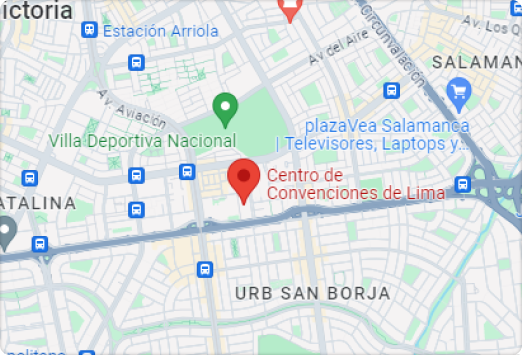 ictoria
Estación Arriola
Av. Los Q
Circunvalación
Av del Aire
SALAMAN
Av. Aviación
plazaVea Salamanca
| Televisores, Laptops y...
Villa Deportiva Nacional
Centro de
Convenciones de Lima
ATALINA
URB SAN BORJA
politano